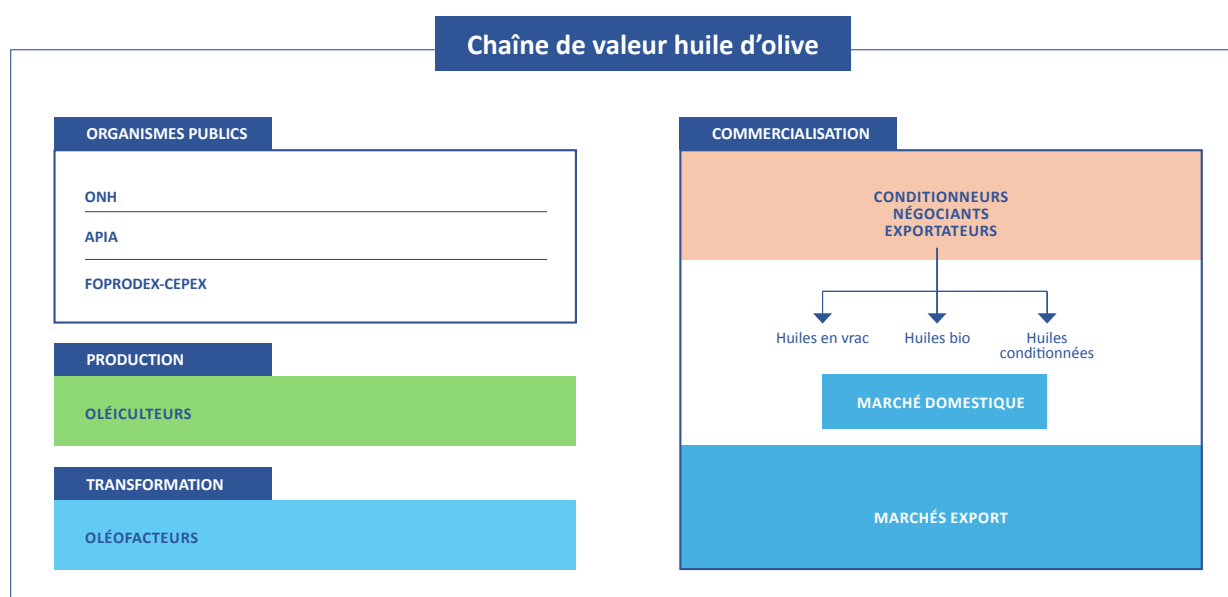 Chaîne de valeur huile d’olive
ORGANISMES PUBLICS
ONH
APIA
FOPRODEX-CEPEX
PRODUCTION
OLÉICULTEURS
TRANSFORMATION
OLÉOFACTEURS
COMMERCIALISATION
CONDITIONNEURS
NÉGOCIANTS
EXPORTATEURS
Huiles en vrac
Huiles bio
Huiles
conditionnées
MARCHÉ DOMESTIQUE
MARCHÉS EXPORT